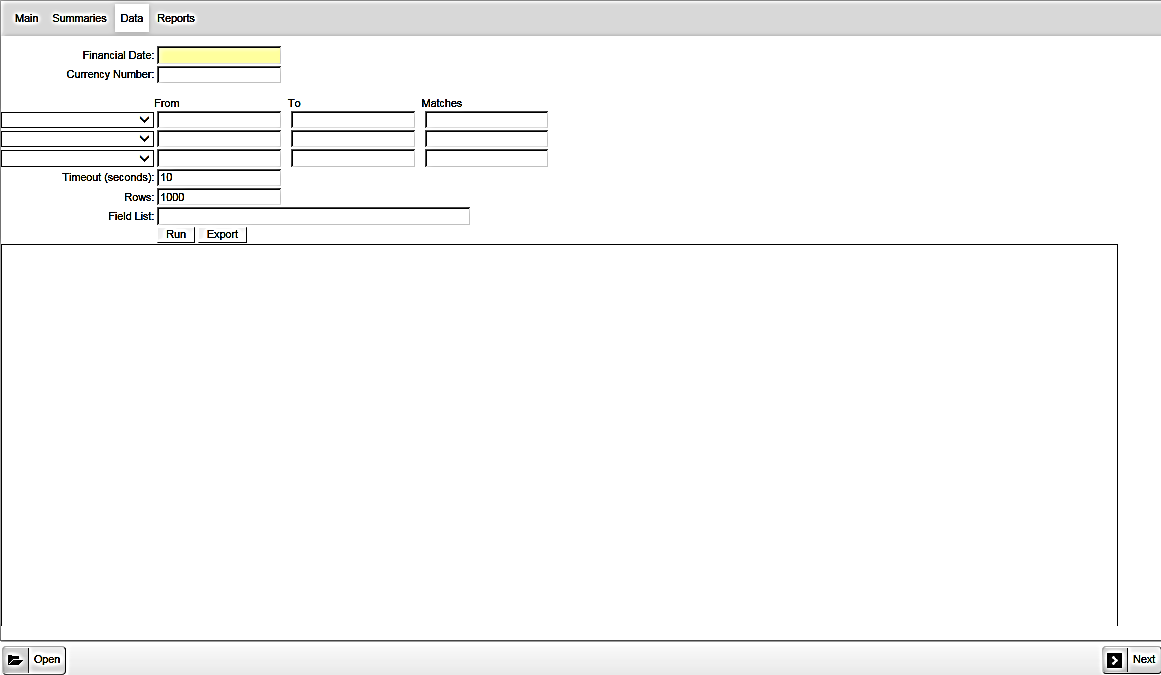 Main Summaries Data Reports
Financial Date:
Currency Number:
From To Matches
Timeout (seconds): 10
Rows: 1000
Field List:
Run Export
Open Next